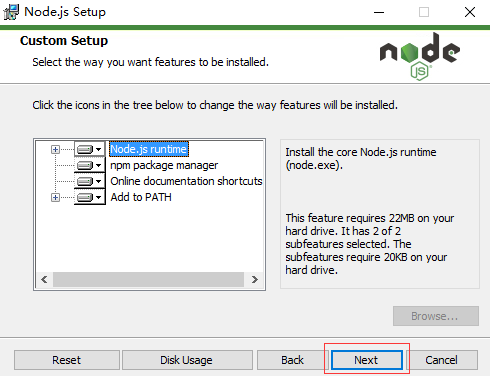 Node.js Setup
Custom Setup
Select the way you want features to be installed.
node
JS
Click the icons in the tree below to change the way features will be installed.
Node.js runtime
npm package manager
Online documentation shortcuts
Add to PATH
Install the core Node.js runtime
(node.exe).
This feature requires 22MB on your
hard drive. It has 2 of 2
subfeatures selected. The
subfeatures require 20KB on your
hard drive.
Browse...
Reset
Disk Usage
Back
Next
Cancel